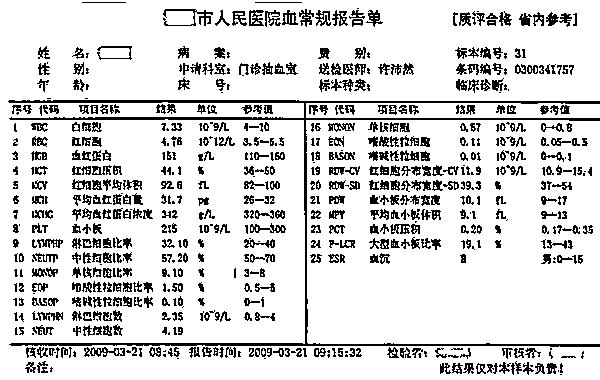 市人民医院血常规报告单 [质评合格 省内参考]
姓 名: 病 案: 费 别: 标本编号: 31
性 别: 申请科室: 门诊抽血室 送检医师: 许沛然 条码编号: 0300341757
年 龄: 床 号: 标本种类: 临床诊断:
序号 代码 项目名称 结果 单位 参考值 序号 代码 项目名称 结果 单位 参考值
1 WBC 白细胞 7.33 10^9/L 4--10 16 MONON 单核细胞 0.67 10^9/L 0--0.8
2 RBC 红细胞 4.76 10^12/L 3.5--5.5 17 EON 嗜酸性粒细胞 0.11 10^9/L 0.05--0.5
3 HGB 血红蛋白 151 g/L 110--160 18 BASON 嗜碱性粒细胞 0.01 10^9/L 0--0.1
4 HCT 红细胞压积 44.1 % 36--50 19 RDW-CV 红细胞分布宽度-CV 11.9 10^9/L 10.9--15.4
5 MCV 红细胞平均体积 92.6 fL 82--100 20 RDW-SD 红细胞分布宽度-SD 39.3 % 37--54
6 MCH 平均血红蛋白量 31.7 pg 26--32 21 PDW 血小板分布宽度 10.1 fL 9--17
7 MCHC 平均血红蛋白浓度 342 g/L 320--360 22 MPV 平均血小板体积 9.1 fL 9--13
8 PLT 血小板 215 10^9/L 100--300 23 PCT 血小板压积 0.20 % 0.17--0.35
9 LYMPHP 淋巴细胞比率 32.10 % 20--40 24 P-LCR 大型血小板比率 19.1 % 13--43
10 NEUTP 中性细胞比率 57.20 % 50--70 25 ESR 血沉 8 男:0--15
11 MONOP 单核细胞比率 9.10 % 3--8
12 EOP 嗜酸性粒细胞比率 1.50 % 0.5--5
13 BASOP 嗜碱性粒细胞比率 0.10 % 0--1
14 LYMPHN 淋巴细胞数 2.35 10^9/L 0.8--4
15 NEUT 中性细胞数 4.19
核收时间: 2009-03-21 08:45 报告时间: 2009-03-21 09:15:32 检验者: 审核者:
备注: 此结果仅对本样本负责!